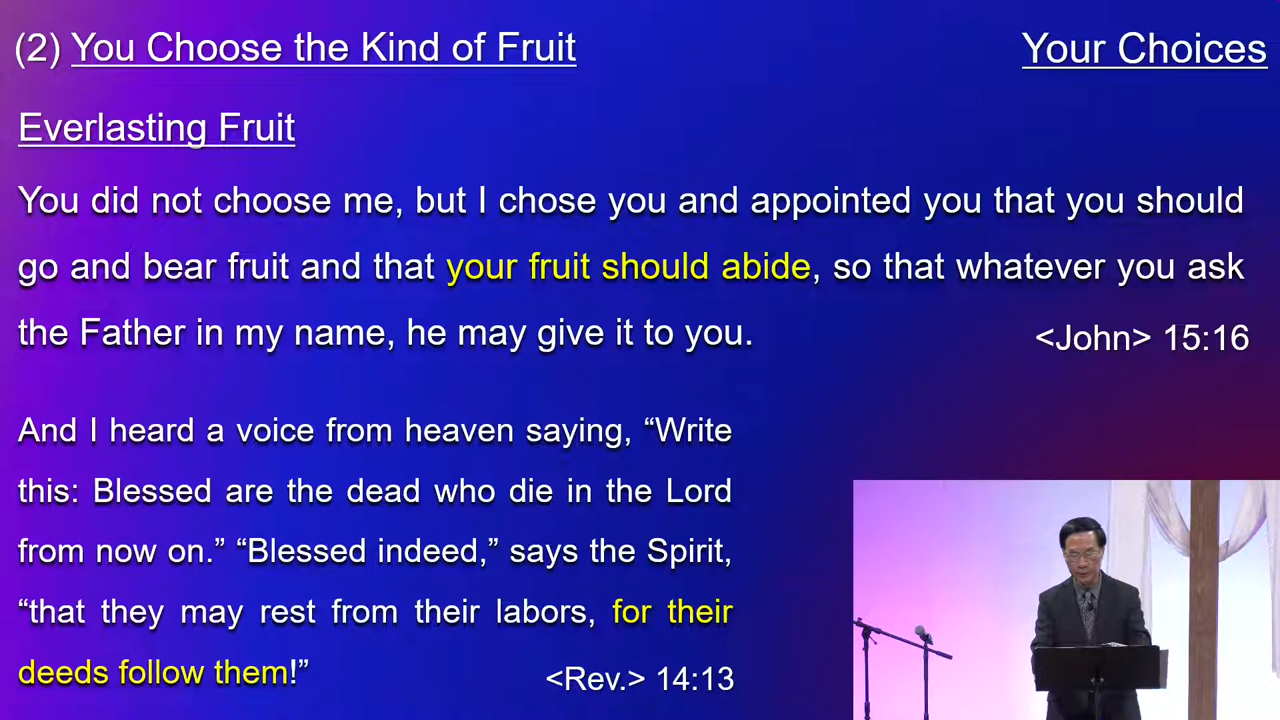 (2) You Choose the Kind of Fruit
Your Choices
Everlasting Fruit
You did not choose me, but I chose you and appointed you that you should
go and bear fruit and that your fruit should abide, so that whatever you ask
the Father in my name, he may give it to you.
<John> 15:16
And I heard a voice from heaven saying, “Write
this: Blessed are the dead who die in the Lord
from now on.” “Blessed indeed,” says the Spirit,
“that they may rest from their labors, for their
deeds follow them!”
<Rev.> 14:13